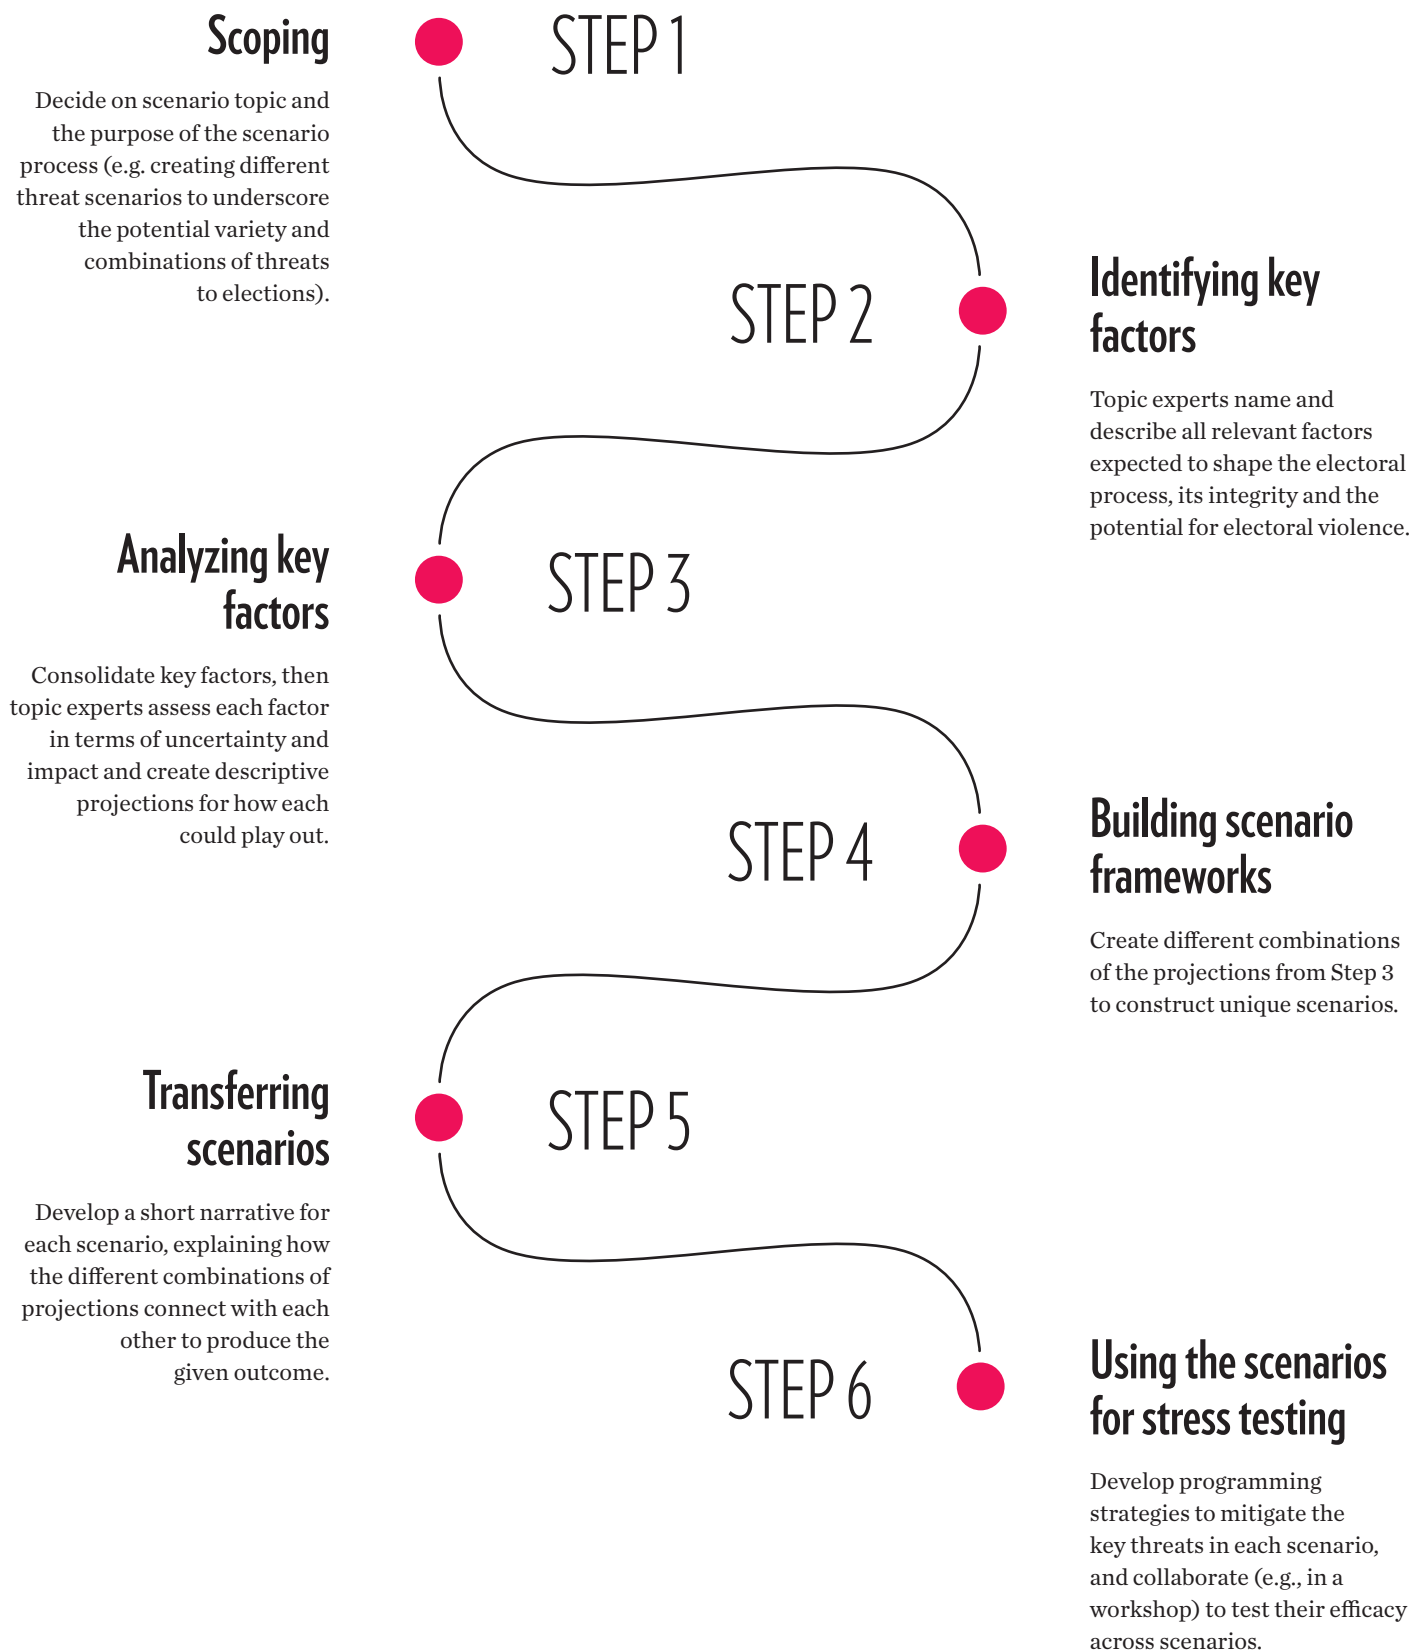 Scoping
STEP 1
Decide on scenario topic and
the purpose of the scenario
process (e.g. creating different
threat scenarios to underscore
the potential variety and
combinations of threats
to elections).
STEP 2
Identifying key
factors
Topic experts name and
describe all relevant factors
expected to shape the electoral
process, its integrity and the
potential for electoral violence.
Analyzing key
factors
STEP 3
Consolidate key factors, then
topic experts assess each factor
in terms of uncertainty and
impact and create descriptive
projections for how each
could play out.
STEP 4
Building scenario
frameworks
Create different combinations
of the projections from Step 3
to construct unique scenarios.
Transferring
scenarios
STEP 5
Develop a short narrative for
each scenario, explaining how
the different combinations of
projections connect with each
other to produce the
given outcome.
STEP 6
Using the scenarios
for stress testing
Develop programming
strategies to mitigate the
key threats in each scenario,
and collaborate (e.g., in a
workshop) to test their efficacy
across scenarios.